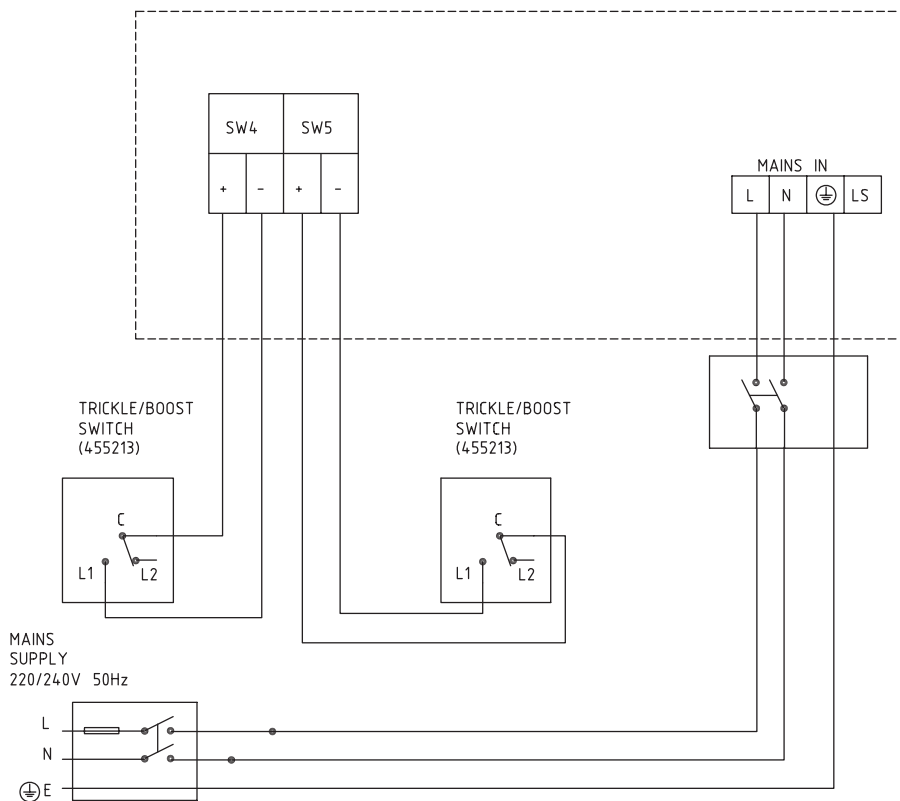 SW4 SW5
+ - + -
MAINS IN
L N LS
TRICKLE/BOOST
SWITCH
(455213)
C
L1 L2
TRICKLE/BOOST
SWITCH
(455213)
C
L1 L2
MAINS
SUPPLY
220/240V 50Hz
L
N
E